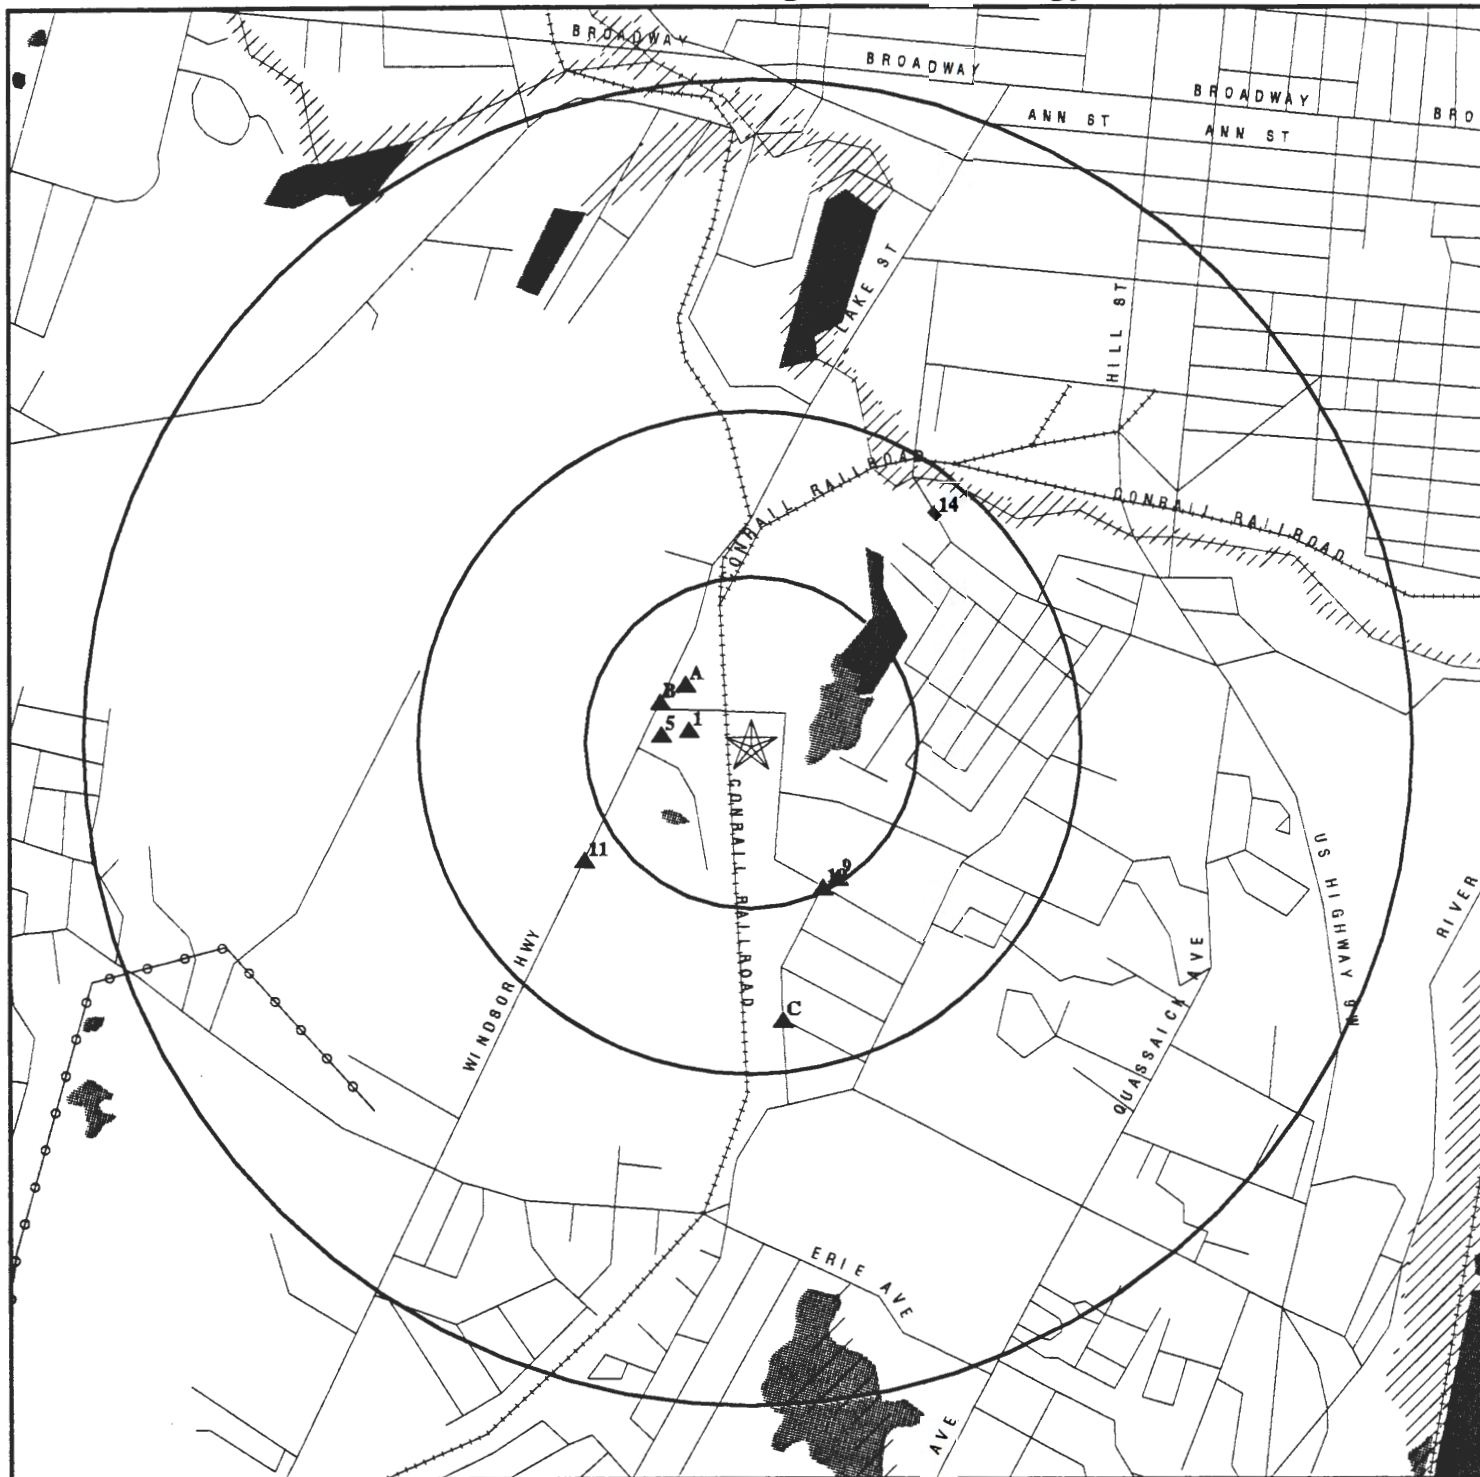 BROADWAY
BROADWAY
BROADWAY
BRO
ANN ST
ANN ST
LAKE ST
HILL ST
CONRAIL RAILROAD
CONRAIL RAILROAD
14
A
B
5
1
CONRAIL RAILROAD
11
9
10
US HIGHWAY 9W
RIVER
WINDSOR HWY
QUASSAICK AVE
C
ERIE AVE
AVE